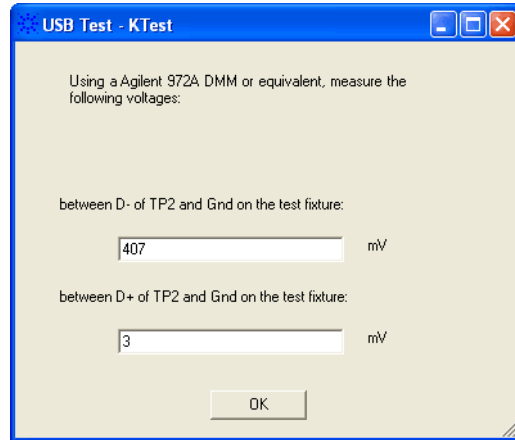 USB Test - KTest
Using a Agilent 972A DMM or equivalent, measure the
following voltages:
between D- of TP2 and Gnd on the test fixture:
407 mV
between D+ of TP2 and Gnd on the test fixture:
3 mV
OK